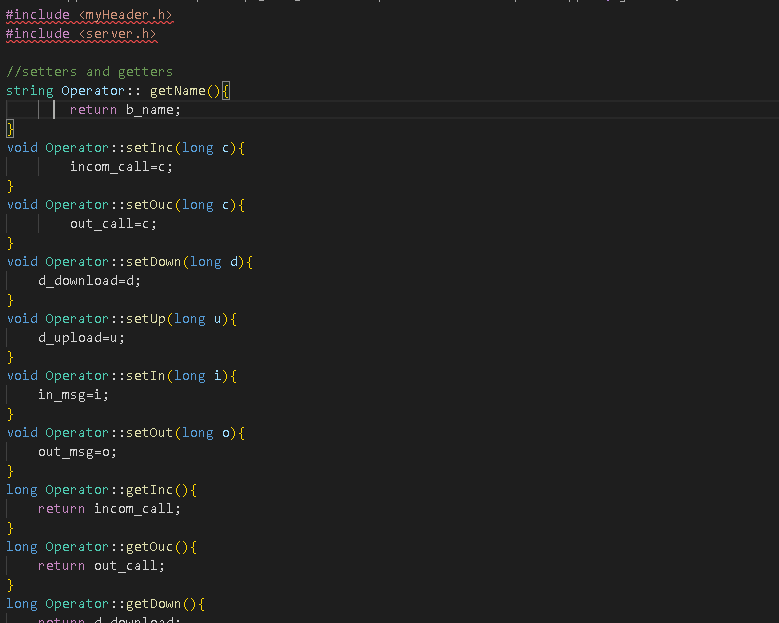 #include <myHeader.h>
#include <server.h>
//setters and getters
string Operator:: getName(){
return b_name;
}
void Operator::setInc(long c){
incom_call=c;
}
void Operator::setOuc(long c){
out_call=c;
}
void Operator::setDown(long d){
d_download=d;
}
void Operator::setUp(long u){
d_upload=u;
}
void Operator::setIn(long i){
in_msg=i;
}
void Operator::setOut(long o){
out_msg=o;
}
long Operator::getInc(){
return incom_call;
}
long Operator::getOuc(){
return out_call;
}
long Operator::getDown(){
return d_download;